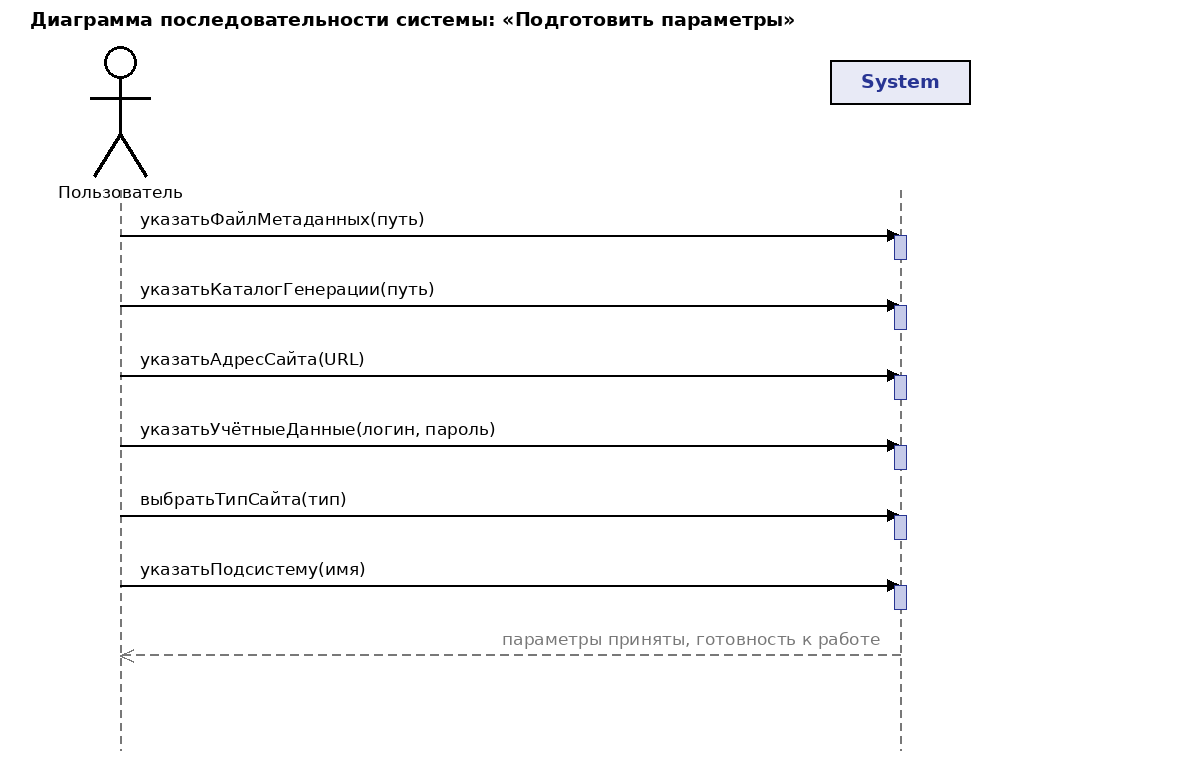 Диаграмма последовательности системы: «Подготовить параметры»
System
Пользователь
указатьФайлМетаданных(путь)
указатьКаталогГенерации(путь)
указатьАдресСайта(URL)
указатьУчётныеДанные(логин, пароль)
выбратьТипСайта(тип)
указатьПодсистему(имя)
параметры приняты, готовность к работе